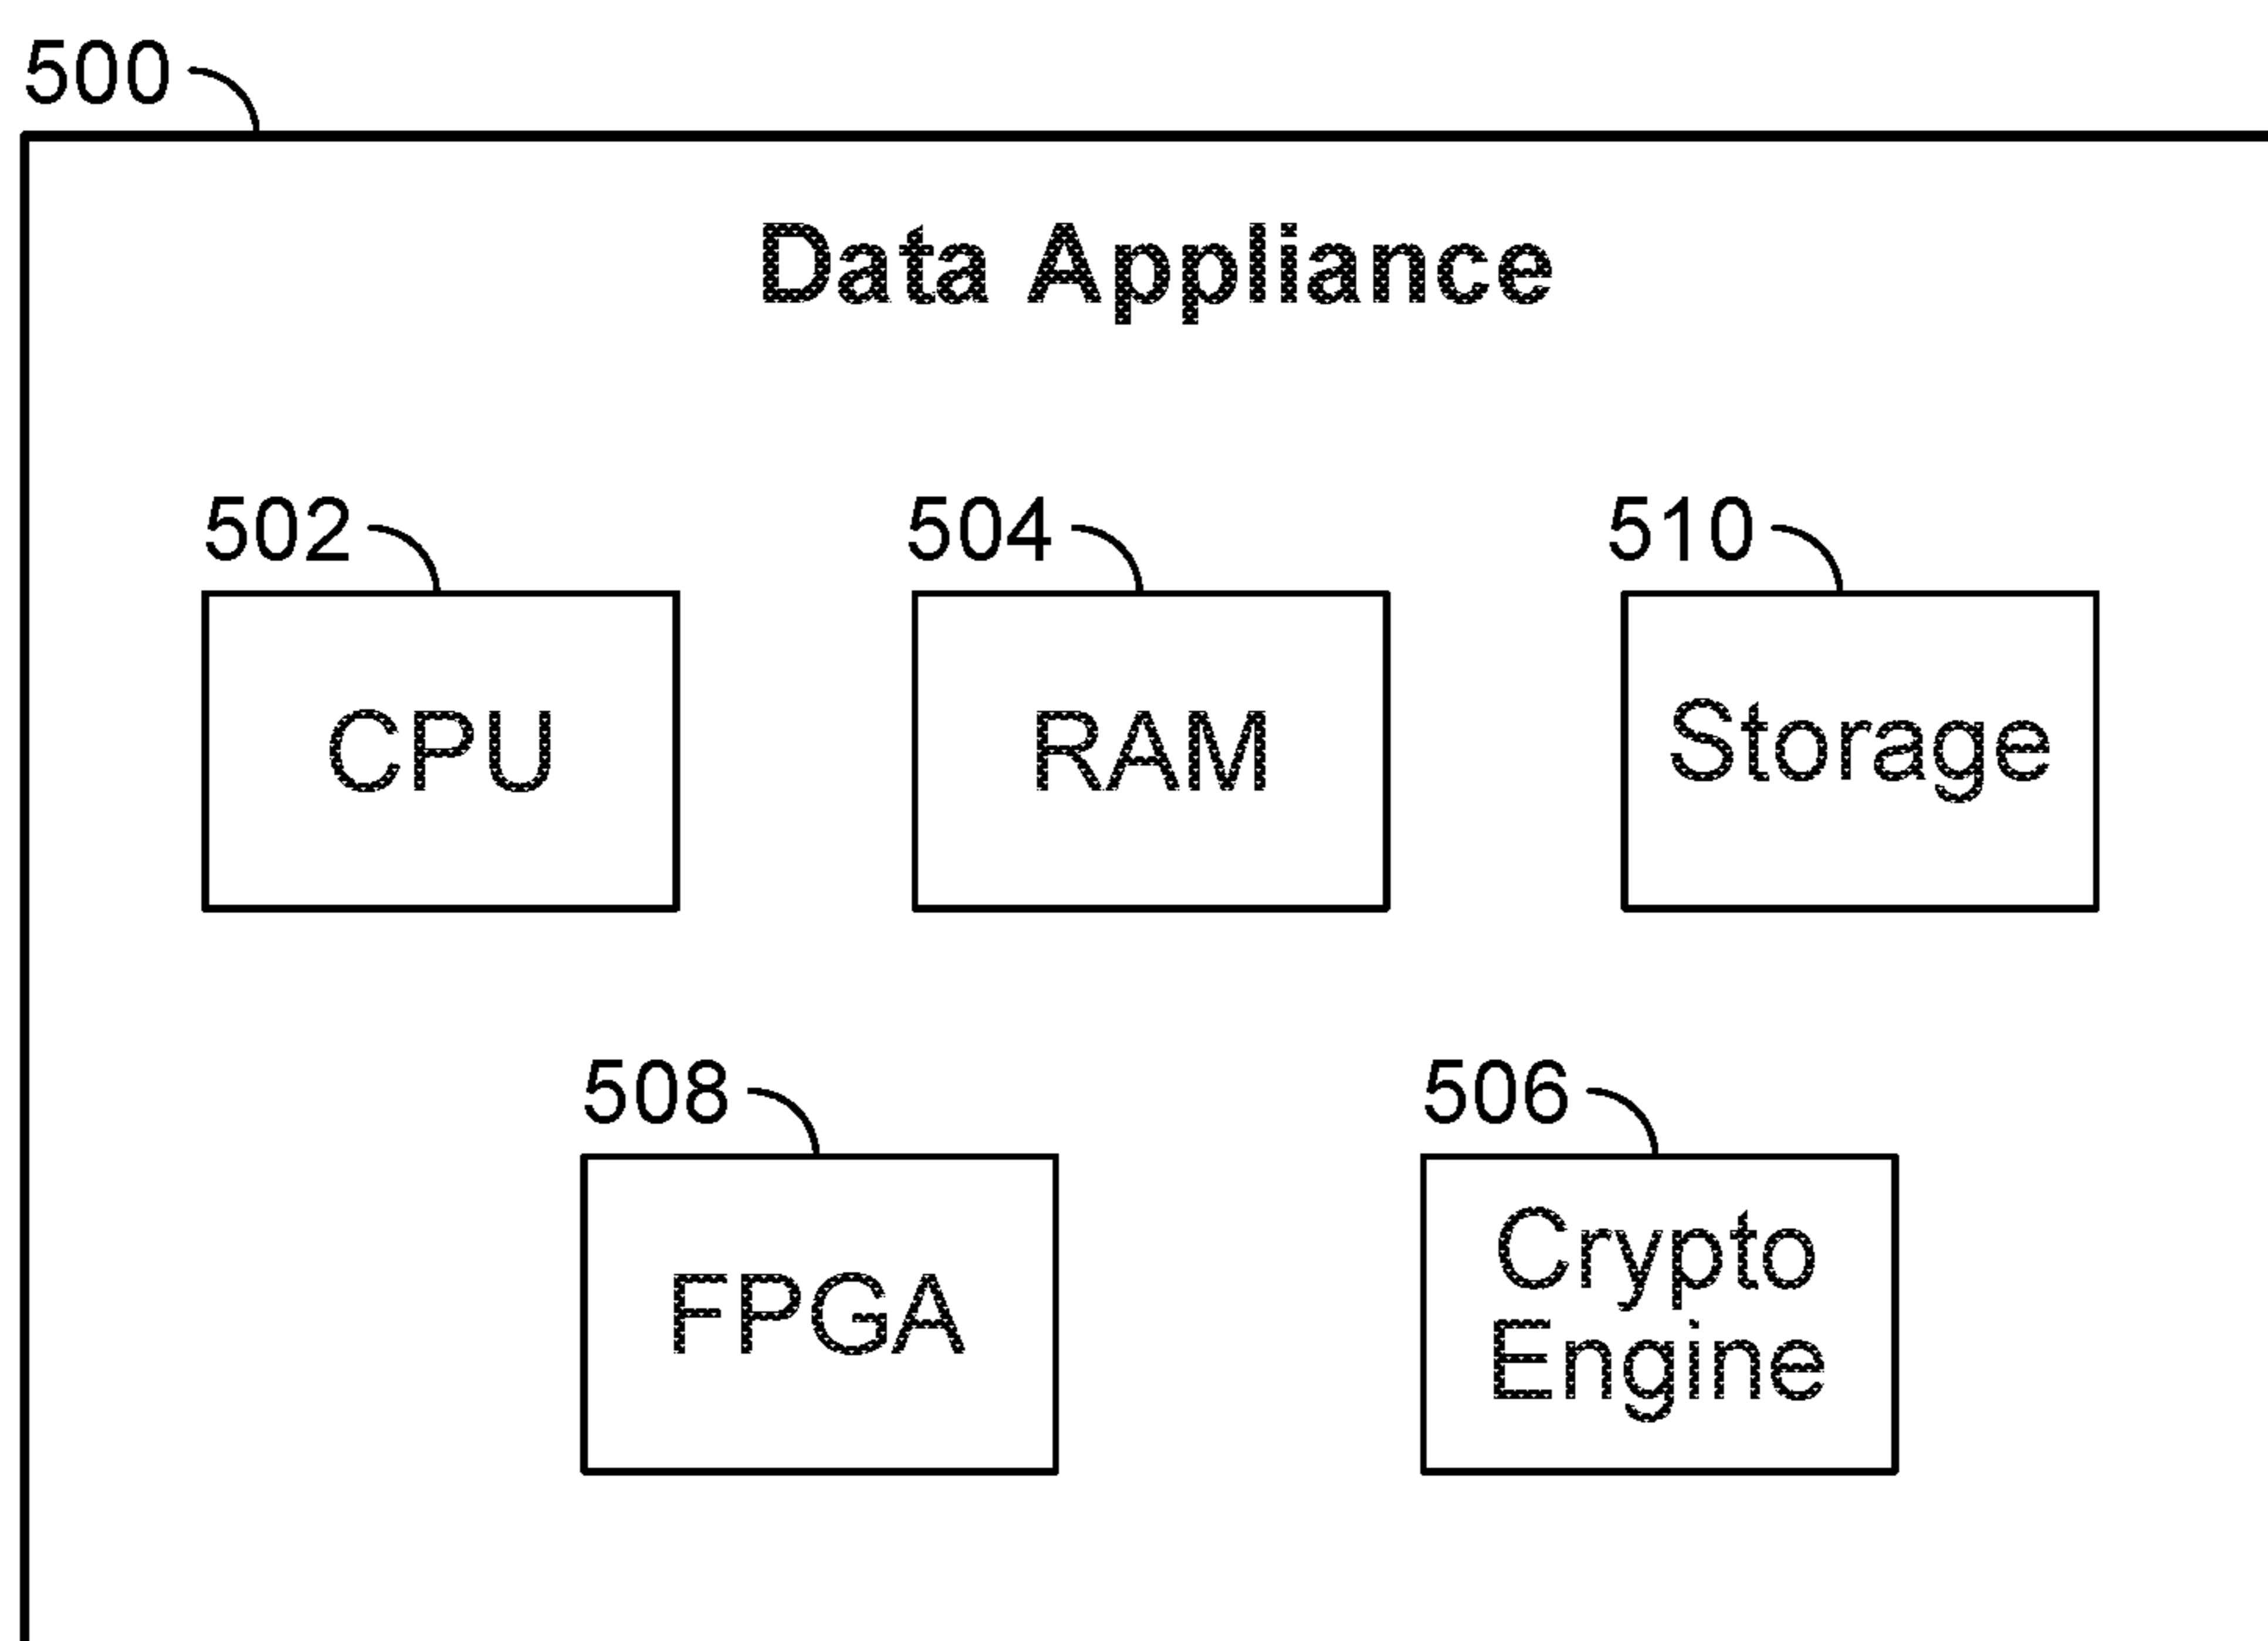 500
Data Appliance
502
504
510
CPU
RAM
Storage
508
506
FPGA
Crypto
Engine